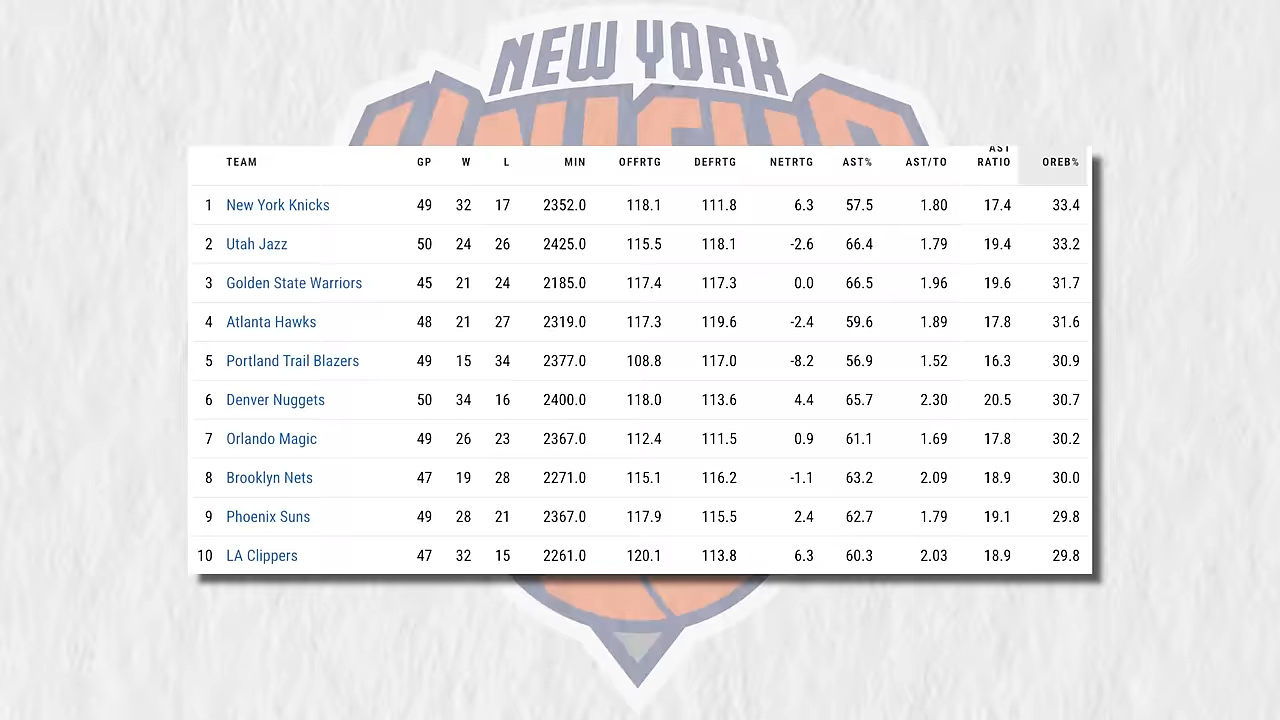 NEW YORK
KNICKS
TEAM GP W L MIN OFFRTG DEFRTG NETRTG AST% AST/TO AST RATIO OREB%
1 New York Knicks 49 32 17 2352.0 118.1 111.8 6.3 57.5 1.80 17.4 33.4
2 Utah Jazz 50 24 26 2425.0 115.5 118.1 -2.6 66.4 1.79 19.4 33.2
3 Golden State Warriors 45 21 24 2185.0 117.4 117.3 0.0 66.5 1.96 19.6 31.7
4 Atlanta Hawks 48 21 27 2319.0 117.3 119.6 -2.4 59.6 1.89 17.8 31.6
5 Portland Trail Blazers 49 15 34 2377.0 108.8 117.0 -8.2 56.9 1.52 16.3 30.9
6 Denver Nuggets 50 34 16 2400.0 118.0 113.6 4.4 65.7 2.30 20.5 30.7
7 Orlando Magic 49 26 23 2367.0 112.4 111.5 0.9 61.1 1.69 17.8 30.2
8 Brooklyn Nets 47 19 28 2271.0 115.1 116.2 -1.1 63.2 2.09 18.9 30.0
9 Phoenix Suns 49 28 21 2367.0 117.9 115.5 2.4 62.7 1.79 19.1 29.8
10 LA Clippers 47 32 15 2261.0 120.1 113.8 6.3 60.3 2.03 18.9 29.8